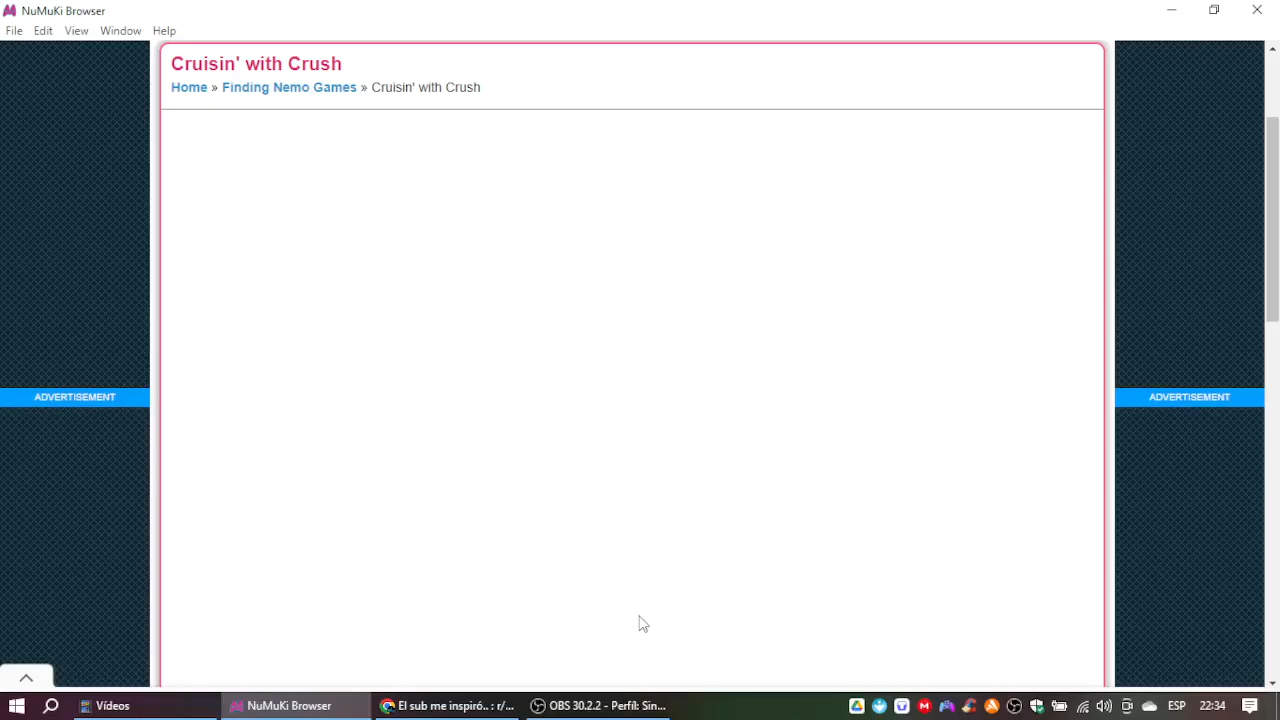 NuMuKi Browser
File Edit View Window Help
Cruisin' with Crush
Home » Finding Nemo Games » Cruisin' with Crush
ADVERTISEMENT ADVERTISEMENT
Vídeos NuMuKi Browser El sub me inspiró.. : r/... OBS 30.2.2 - Perfil: Sin... ESP 22:34